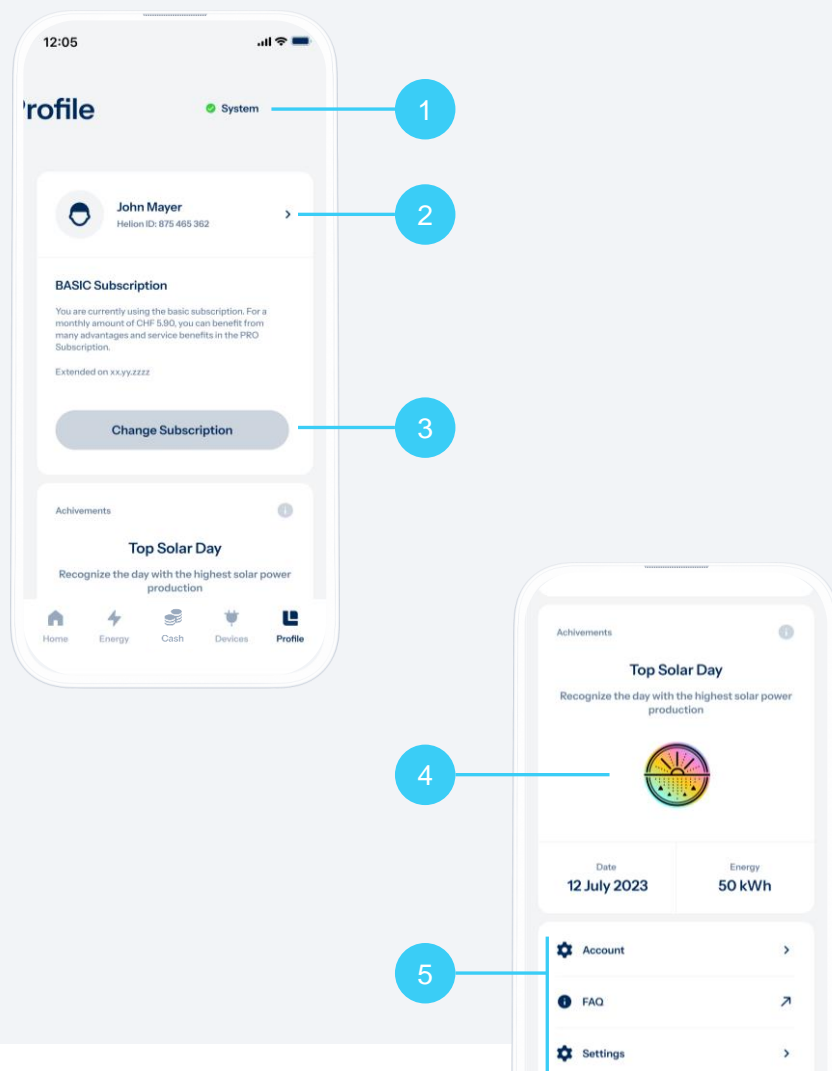 12:05
rofile
System
1
John Mayer
Helion ID: 875 465 362
2
BASIC Subscription
You are currently using the basic subscription. For a
monthly amount of CHF 5.90, you can benefit from
many advantages and service benefits in the PRO
Subscription.
Extended on xx.yy.zzzz
Change Subscription
3
Achivements
Top Solar Day
Recognize the day with the highest solar power
production
Home
Energy
Cash
Devices
Profile
Achivements
Top Solar Day
Recognize the day with the highest solar power
production
4
Date
Energy
12 July 2023
50 kWh
5
Account
FAQ
Settings